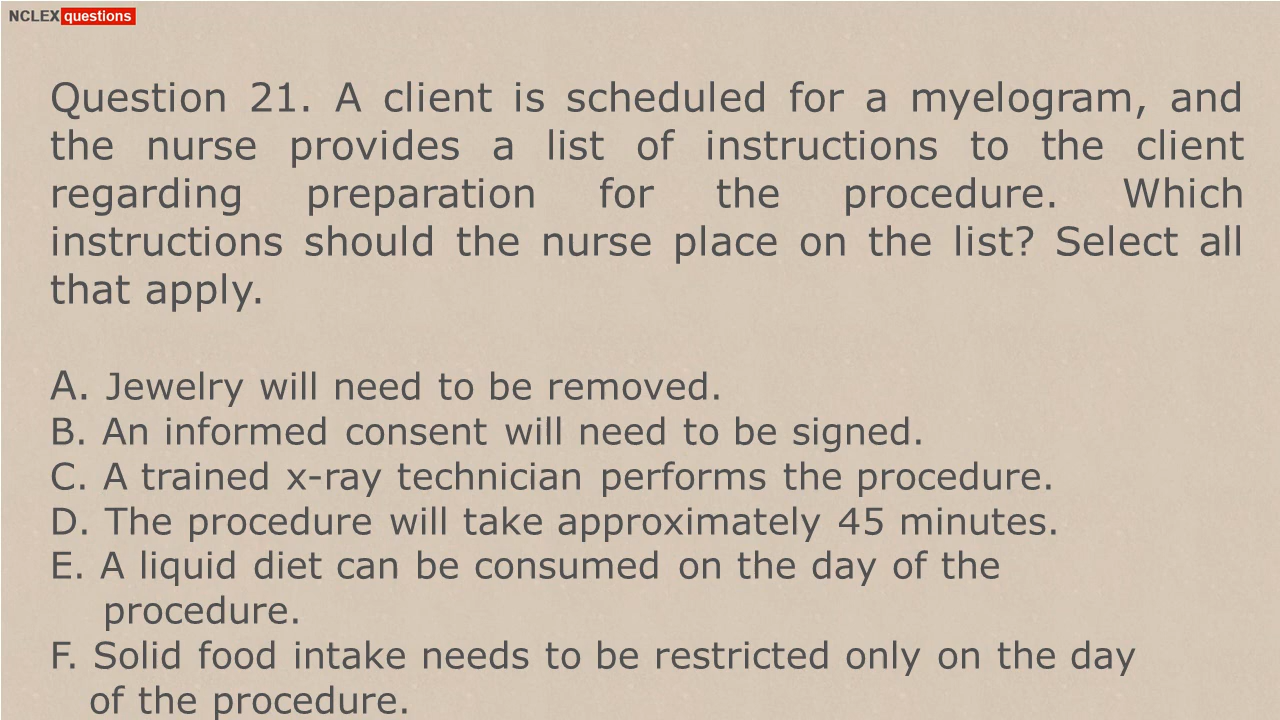 NCLEX questions
Question 21. A client is scheduled for a myelogram, and
the nurse provides a list of instructions to the client
regarding preparation for the procedure. Which
instructions should the nurse place on the list? Select all
that apply.
A. Jewelry will need to be removed.
B. An informed consent will need to be signed.
C. A trained x-ray technician performs the procedure.
D. The procedure will take approximately 45 minutes.
E. A liquid diet can be consumed on the day of the
procedure.
F. Solid food intake needs to be restricted only on the day
of the procedure.